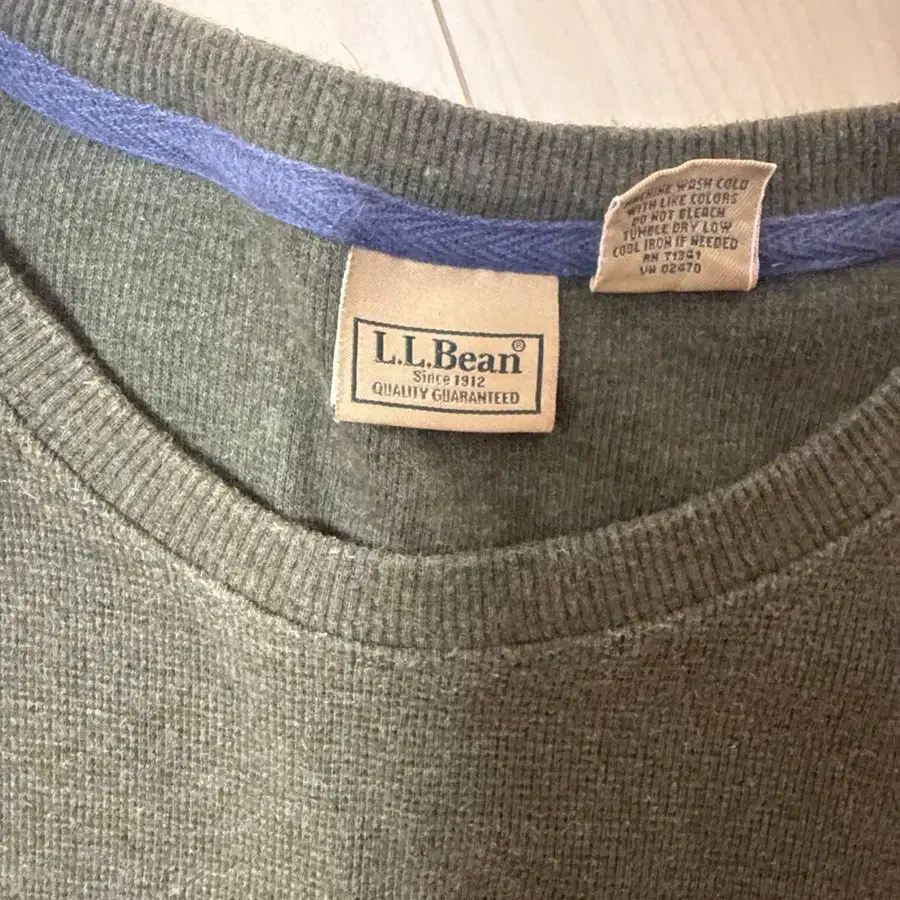 L.L.Bean®
Since 1912
QUALITY GUARANTEED
MACHINE WASH COLD
WITH LIKE COLORS
DO NOT BLEACH
TUMBLE DRY LOW
COOL IRON IF NEEDED
RN 71341
VN 02470